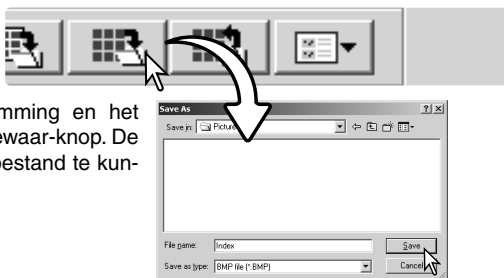 mming en het
ewaar-knop. De
estand te kun-
Save As
Save in: Picture
File name: Index
Save
Save as type: BMP file (*.BMP)
Cancel